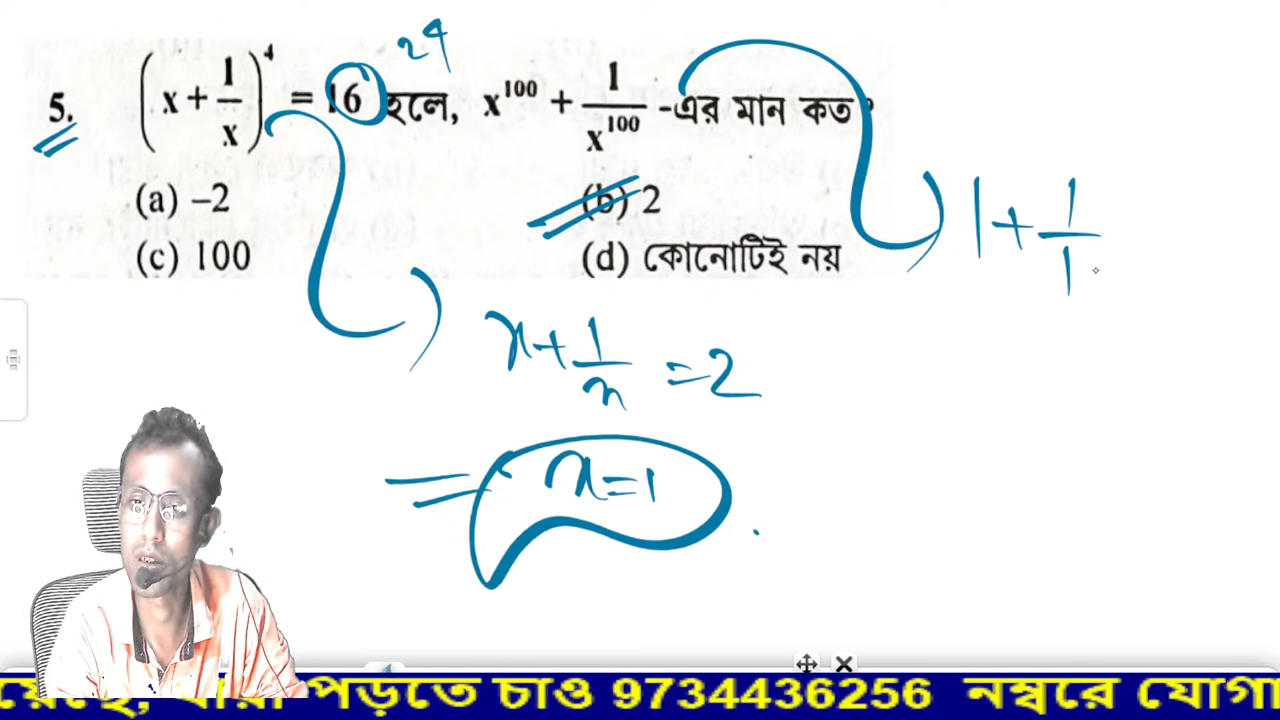 2⁴
5. (x + 1/x)⁴ = 16 হলে, x¹⁰⁰ + 1/x¹⁰⁰ -এর মান কত ?
(a) –2 (b) 2
(c) 100 (d) কোনোটিই নয়
1 + 1/1
x + 1/x = 2
= x = 1
পড়তে চাও 9734436256 নম্বরে